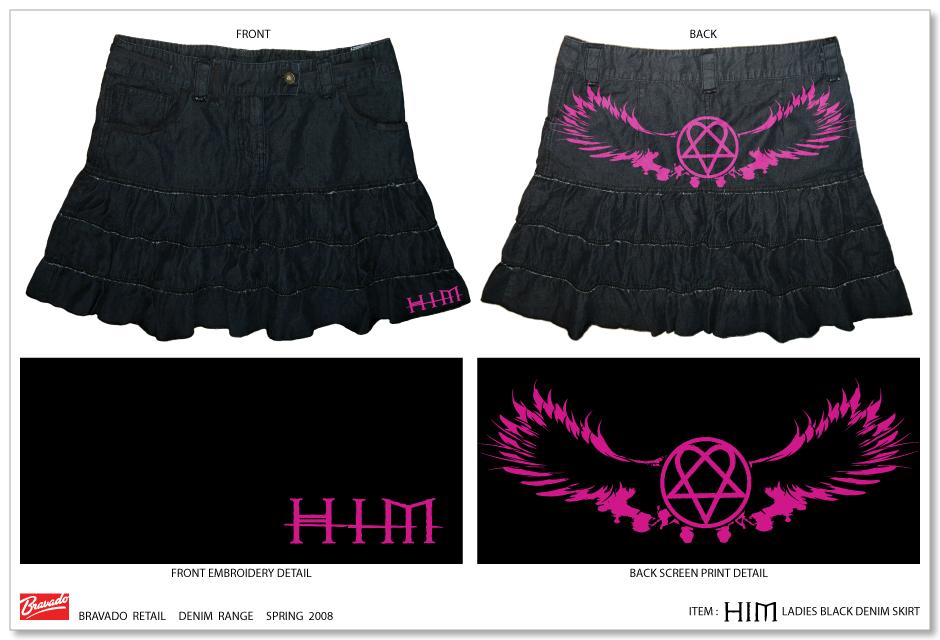 FRONT
BACK
HIM
HIM
FRONT EMBROIDERY DETAIL
BACK SCREEN PRINT DETAIL
Bravado
BRAVADO RETAIL DENIM RANGE SPRING 2008
ITEM : HIM LADIES BLACK DENIM SKIRT